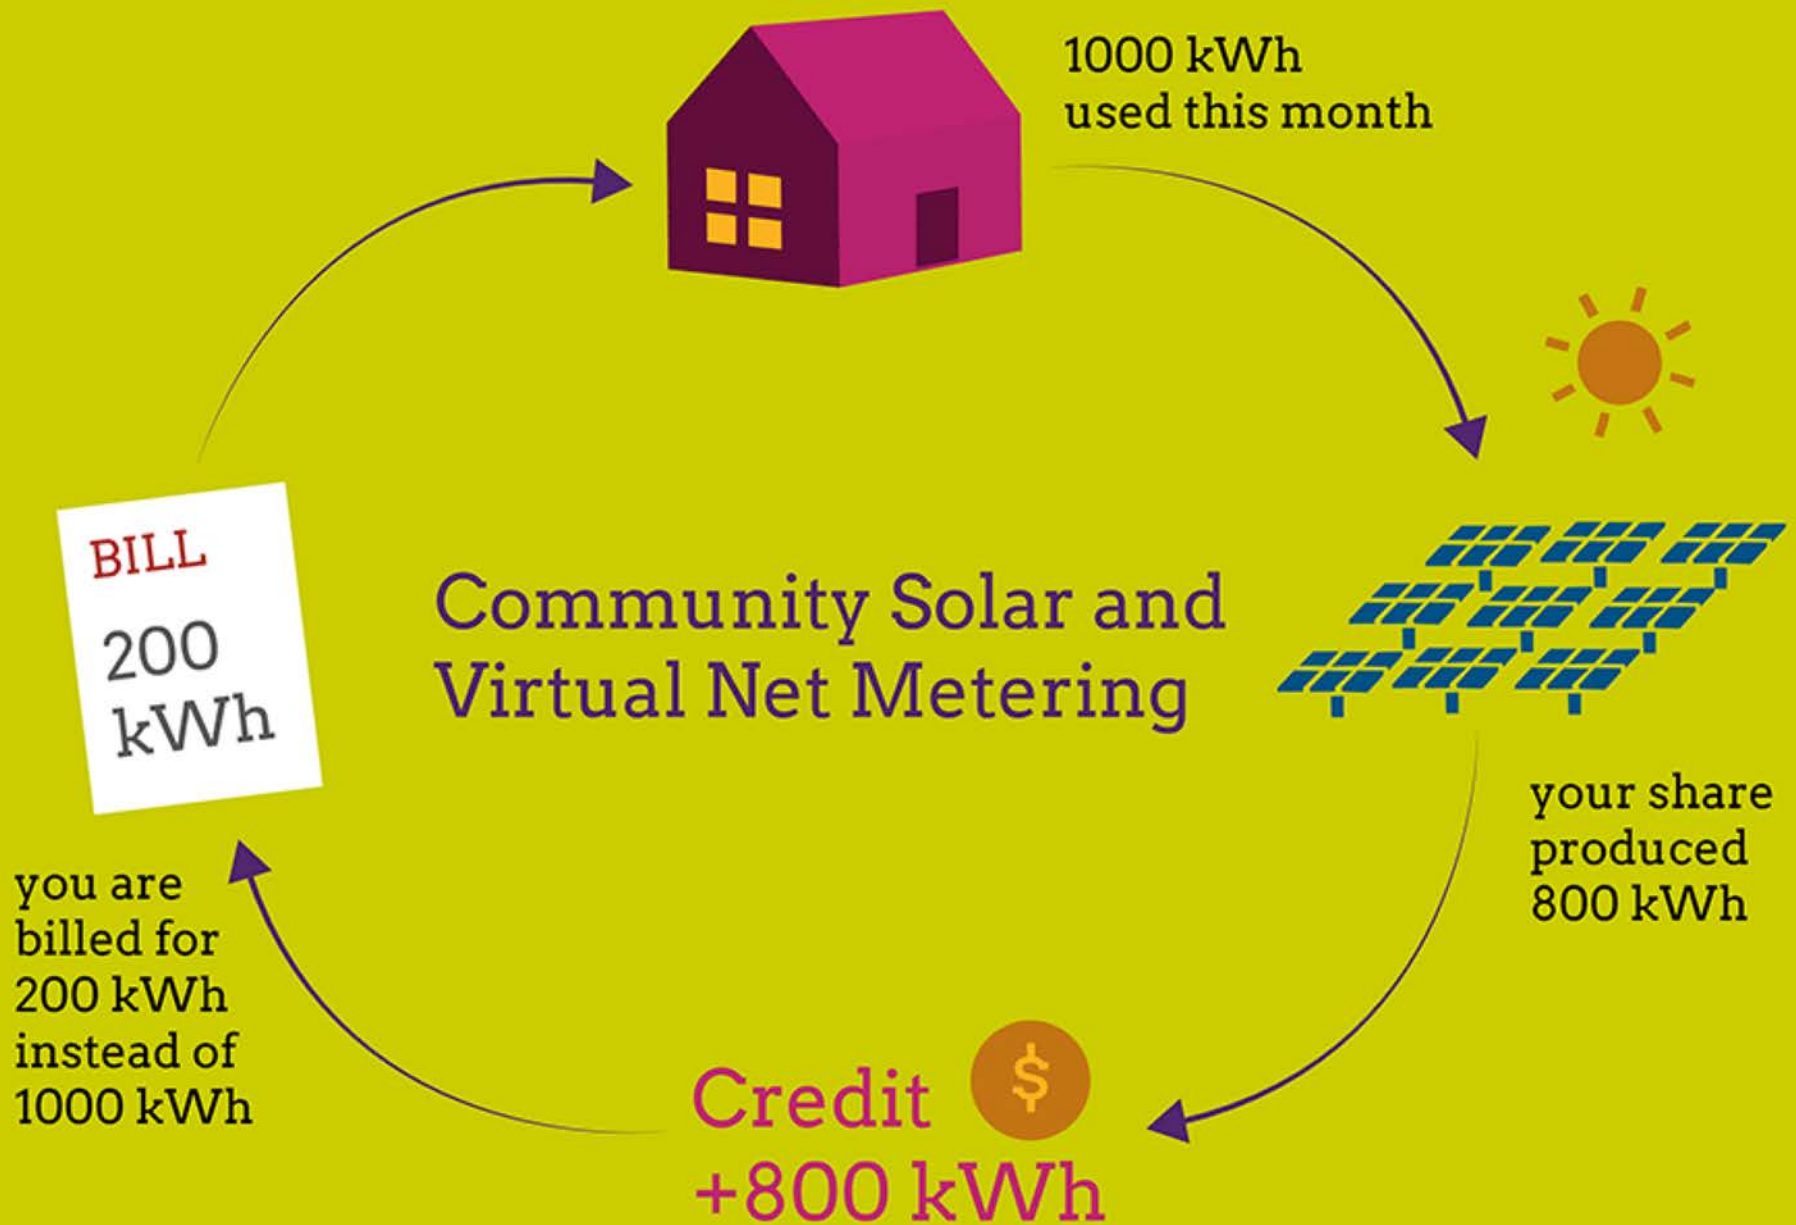 1000 kWh
used this month
BILL
200
kWh
Community Solar and
Virtual Net Metering
your share
produced
800 kWh
you are
billed for
200 kWh
instead of
1000 kWh
Credit $
+800 kWh